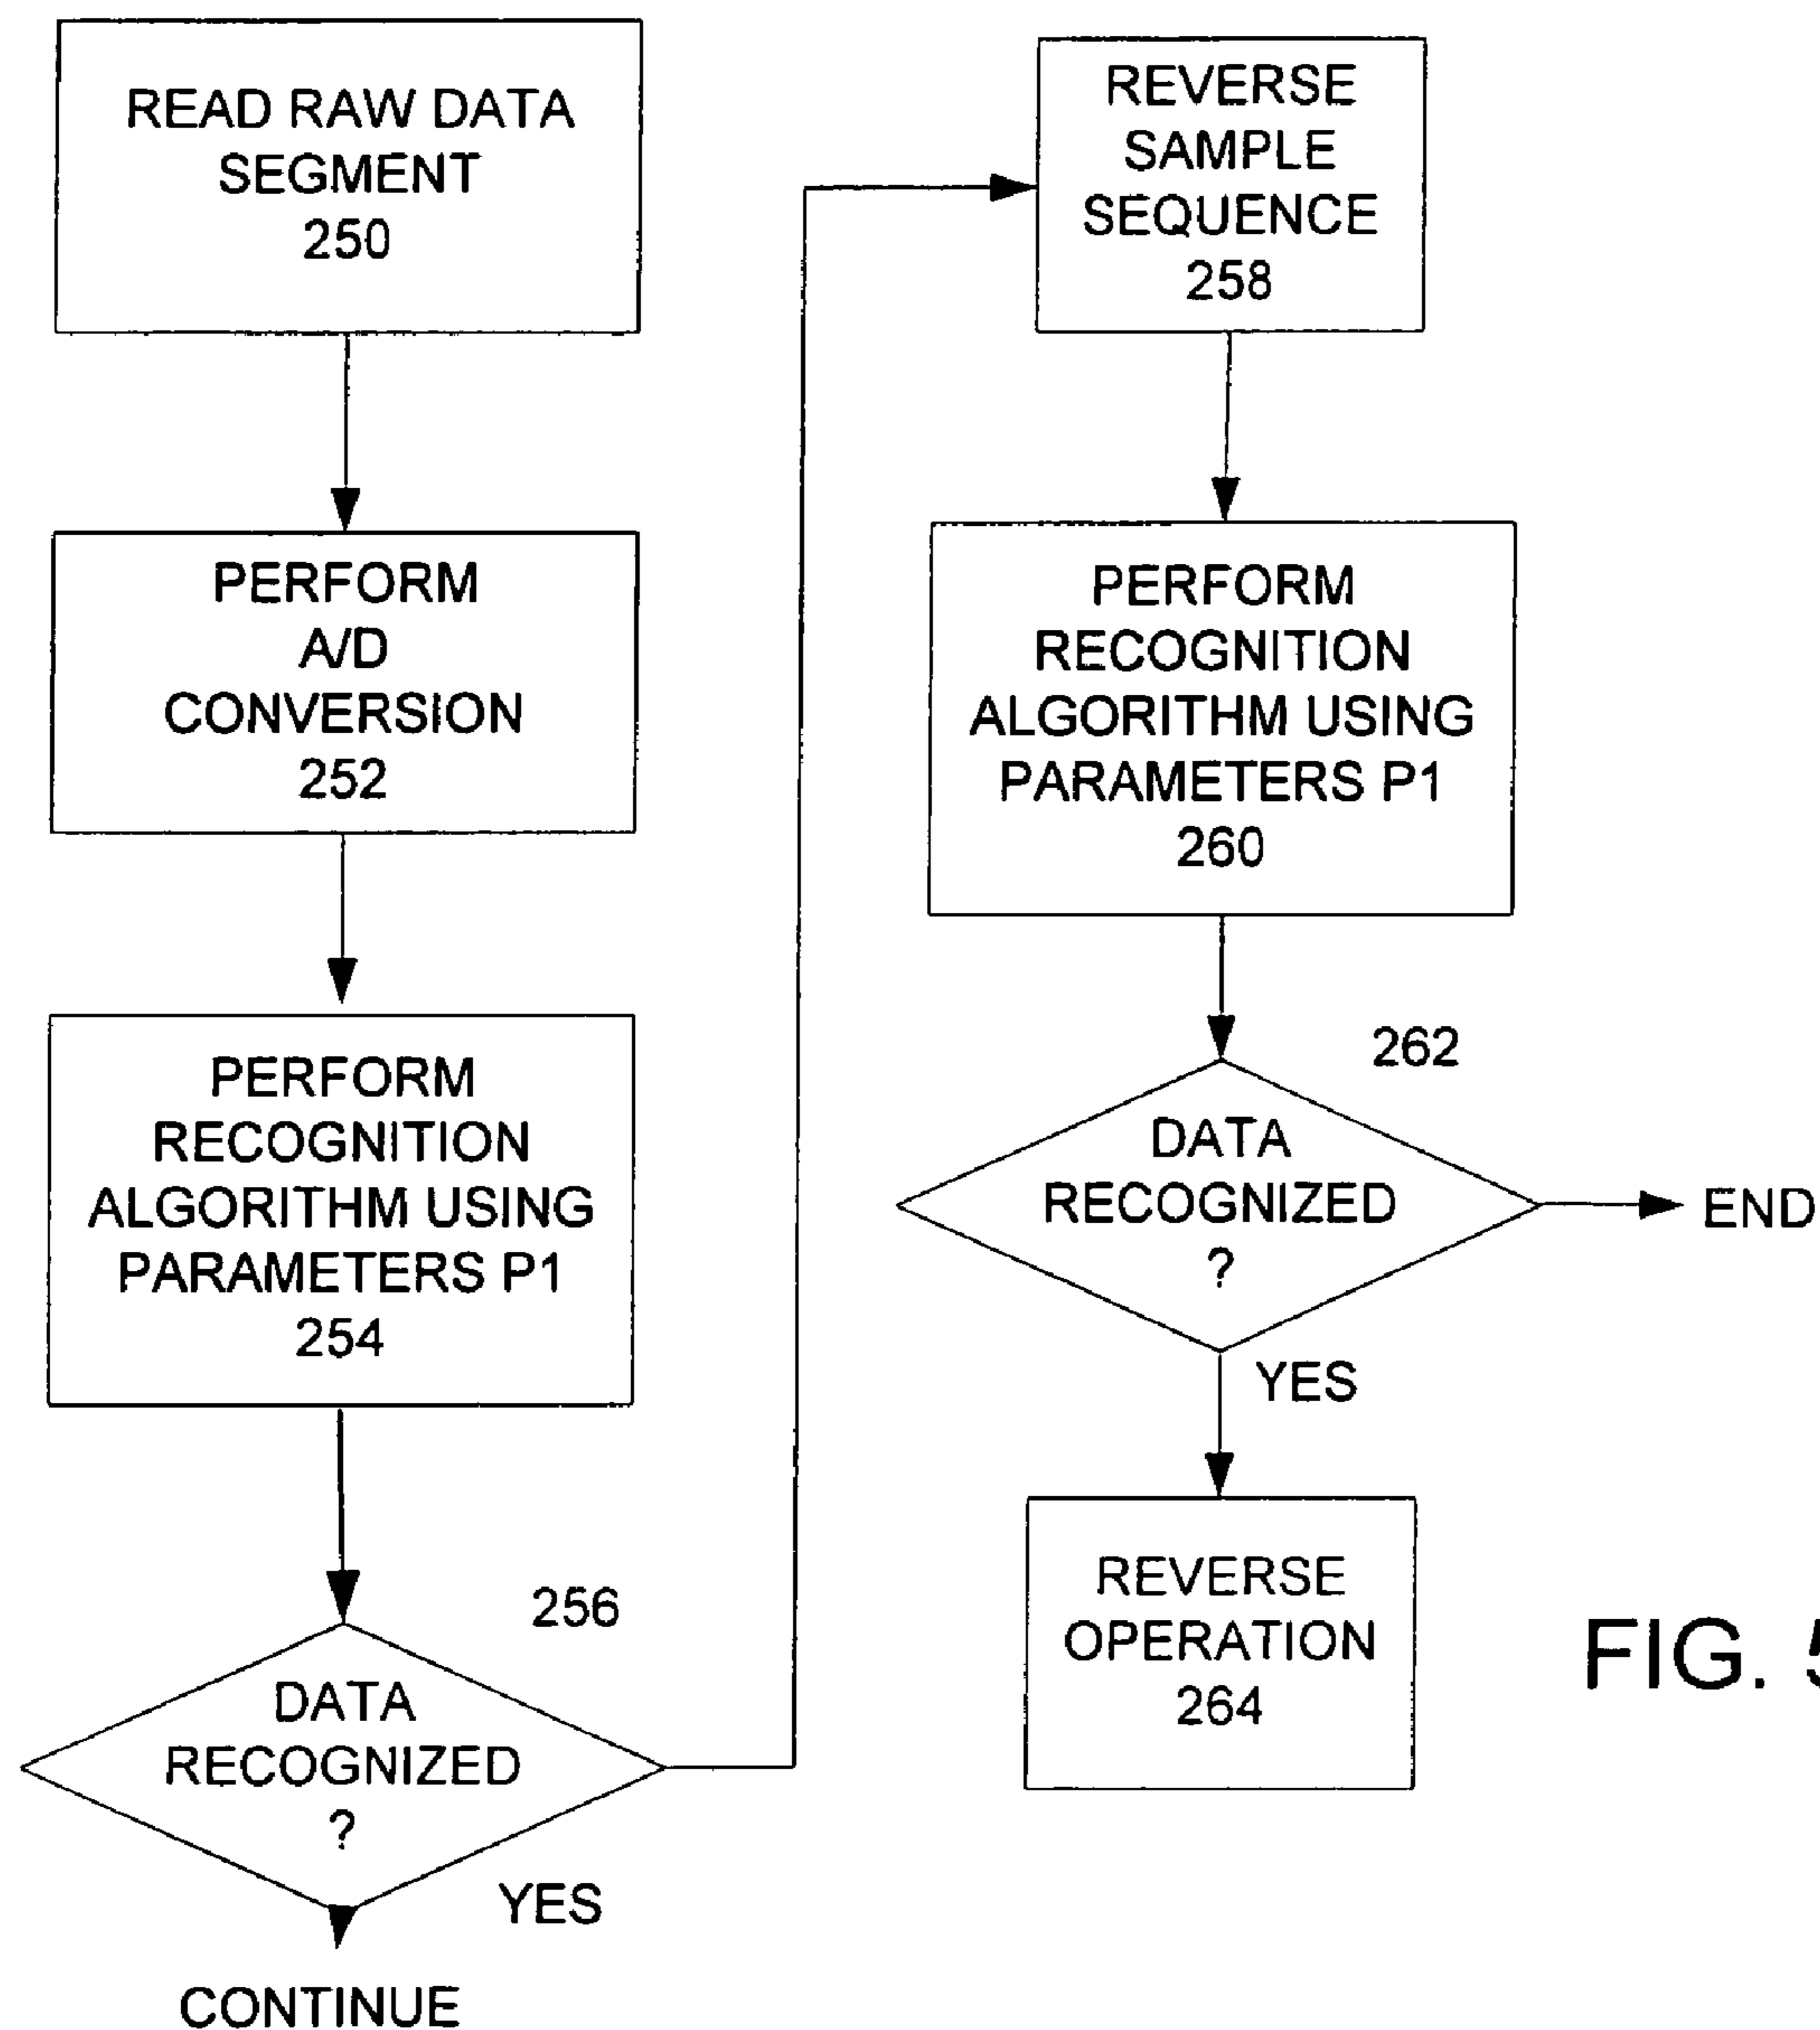 READ RAW DATA
SEGMENT
250
PERFORM
A/D
CONVERSION
252
PERFORM
RECOGNITION
ALGORITHM USING
PARAMETERS P1
254
256
DATA
RECOGNIZED
?
YES
CONTINUE
REVERSE
SAMPLE
SEQUENCE
258
PERFORM
RECOGNITION
ALGORITHM USING
PARAMETERS P1
260
262
DATA
RECOGNIZED
?
END
YES
REVERSE
OPERATION
264
FIG. 5